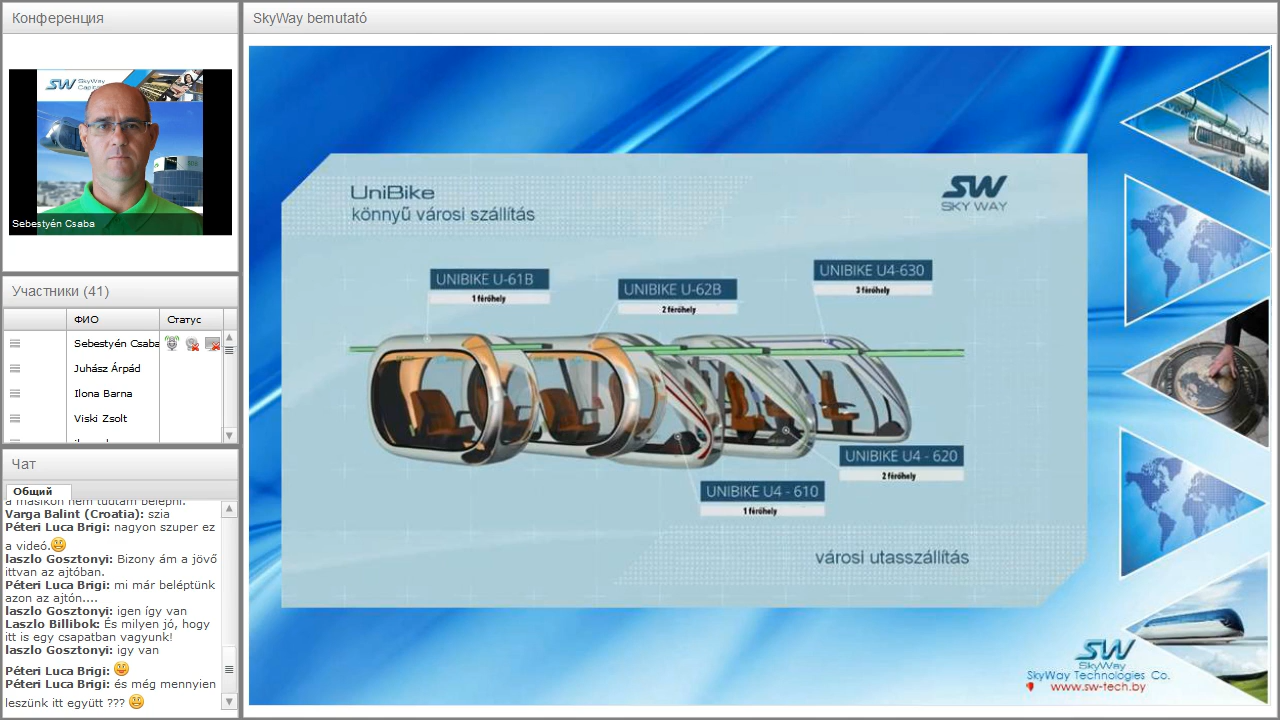 Конференция
SW SkyWay
Sebestyén Csaba
Участники (41)
ФИО Статус
Sebestyén Csaba
Juhász Árpád
Ilona Barna
Viski Zsolt
Чат
Общий
a másikon nem tudtam belépni.
Varga Balint (Croatia): szia
Péteri Luca Brigi: nagyon szuper ez
a videó.
laszlo Gosztonyi: Bizony ám a jövő
ittvan az ajtóban.
Péteri Luca Brigi: mi már beléptünk
azon az ajtón....
laszlo Gosztonyi: igen így van
Laszlo Billibok: És milyen jó, hogy
itt is egy csapatban vagyunk!
laszlo Gosztonyi: igy van
Péteri Luca Brigi:
Péteri Luca Brigi: és még mennyien
leszünk itt együtt ???
SkyWay bemutató
UniBike
könnyű városi szállítás
SW
SKY WAY
UNIBIKE U-61B
1 férőhely
UNIBIKE U-62B
2 férőhely
UNIBIKE U4-630
3 férőhely
UNIBIKE U4 - 620
2 férőhely
UNIBIKE U4 - 610
1 férőhely
városi utasszállítás
SW
SkyWay
SkyWay Technologies Co.
www.sw-tech.by